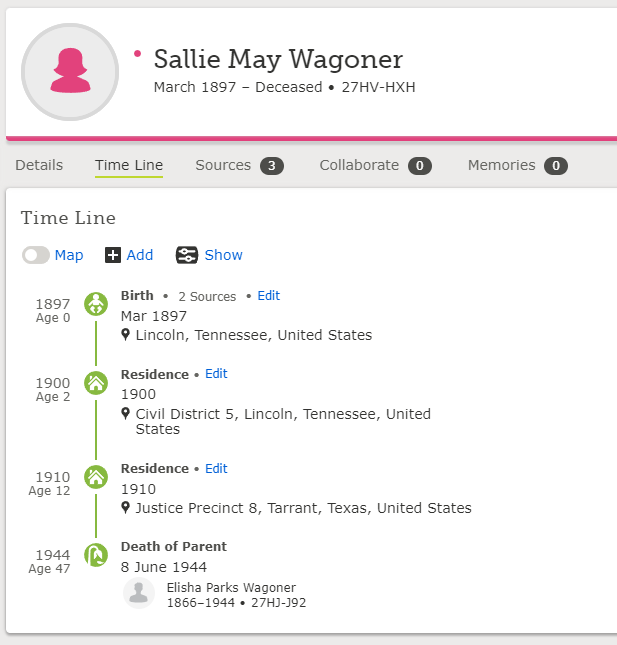 Sallie May Wagoner
March 1897 – Deceased • 27HV-HXH
Details Time Line Sources 3 Collaborate 0 Memories 0
Time Line
Map Add Show
1897
Age 0
Birth • 2 Sources • Edit
Mar 1897
Lincoln, Tennessee, United States
1900
Age 2
Residence • Edit
1900
Civil District 5, Lincoln, Tennessee, United
States
1910
Age 12
Residence • Edit
1910
Justice Precinct 8, Tarrant, Texas, United States
1944
Age 47
Death of Parent
8 June 1944
Elisha Parks Wagoner
1866–1944 • 27HJ-J92